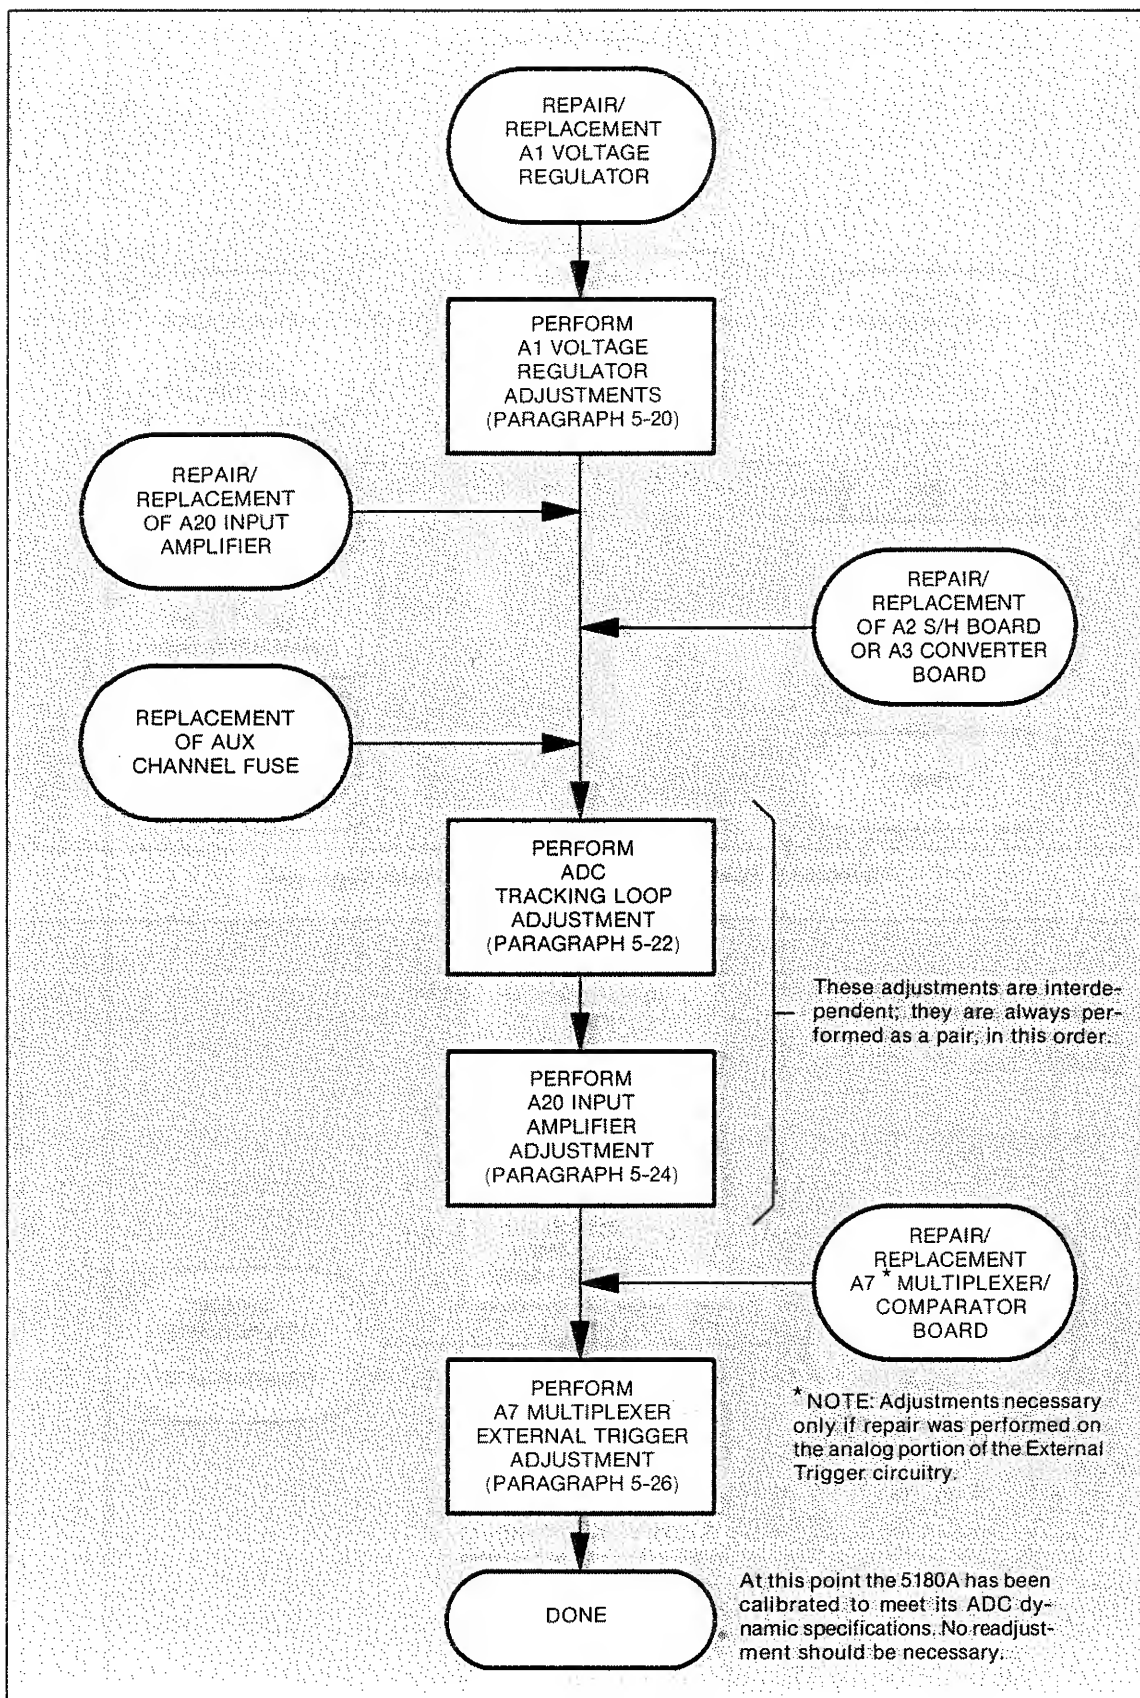 REPAIR/
REPLACEMENT
A1 VOLTAGE
REGULATOR
PERFORM
A1 VOLTAGE
REGULATOR
ADJUSTMENTS
(PARAGRAPH 5-20)
REPAIR/
REPLACEMENT
OF A20 INPUT
AMPLIFIER
REPAIR/
REPLACEMENT
OF A2 S/H BOARD
OR A3 CONVERTER
BOARD
REPLACEMENT
OF AUX
CHANNEL FUSE
PERFORM
ADC
TRACKING LOOP
ADJUSTMENT
(PARAGRAPH 5-22)
These adjustments are interde-
pendent; they are always per-
formed as a pair, in this order.
PERFORM
A20 INPUT
AMPLIFIER
ADJUSTMENT
(PARAGRAPH 5-24)
REPAIR/
REPLACEMENT
A7 * MULTIPLEXER/
COMPARATOR
BOARD
PERFORM
A7 MULTIPLEXER
EXTERNAL TRIGGER
ADJUSTMENT
(PARAGRAPH 5-26)
* NOTE: Adjustments necessary
only if repair was performed on
the analog portion of the External
Trigger circuitry.
DONE
At this point the 5180A has been
calibrated to meet its ADC dy-
namic specifications. No readjust-
ment should be necessary.